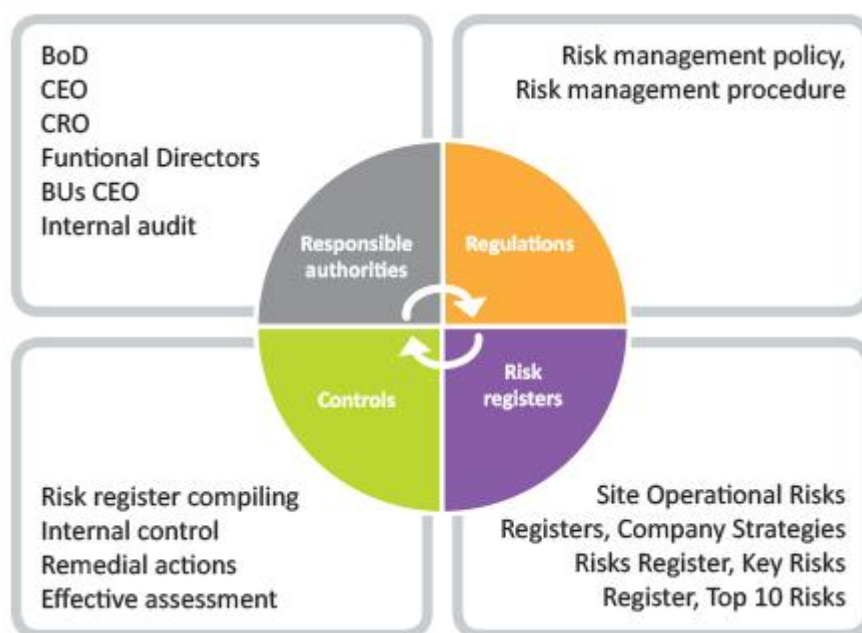 BoD
CEO
CRO
Funtional Directors
BUs CEO
Internal audit
Risk management policy,
Risk management procedure
Responsible
authorities
Regulations
Controls
Risk
registers
Risk register compiling
Internal control
Remedial actions
Effective assessment
Site Operational Risks
Registers, Company Strategies
Risks Register, Key Risks
Register, Top 10 Risks